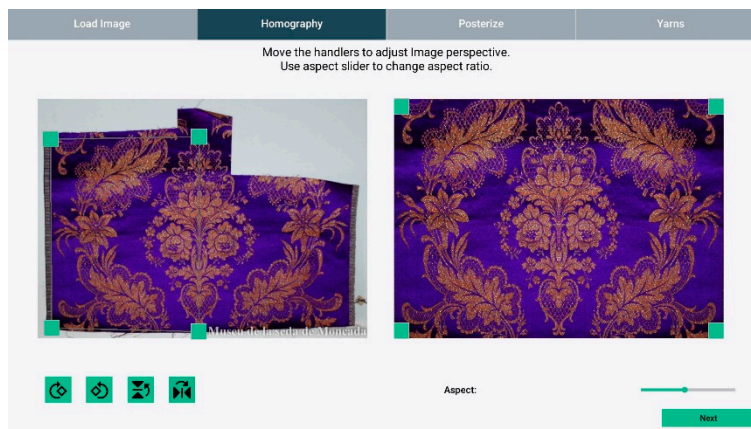 Load Image
Homography
Posterize
Yarns
Move the handlers to adjust Image perspective.
Use aspect slider to change aspect ratio.
Museu de la seda de Moncada
Aspect:
Next